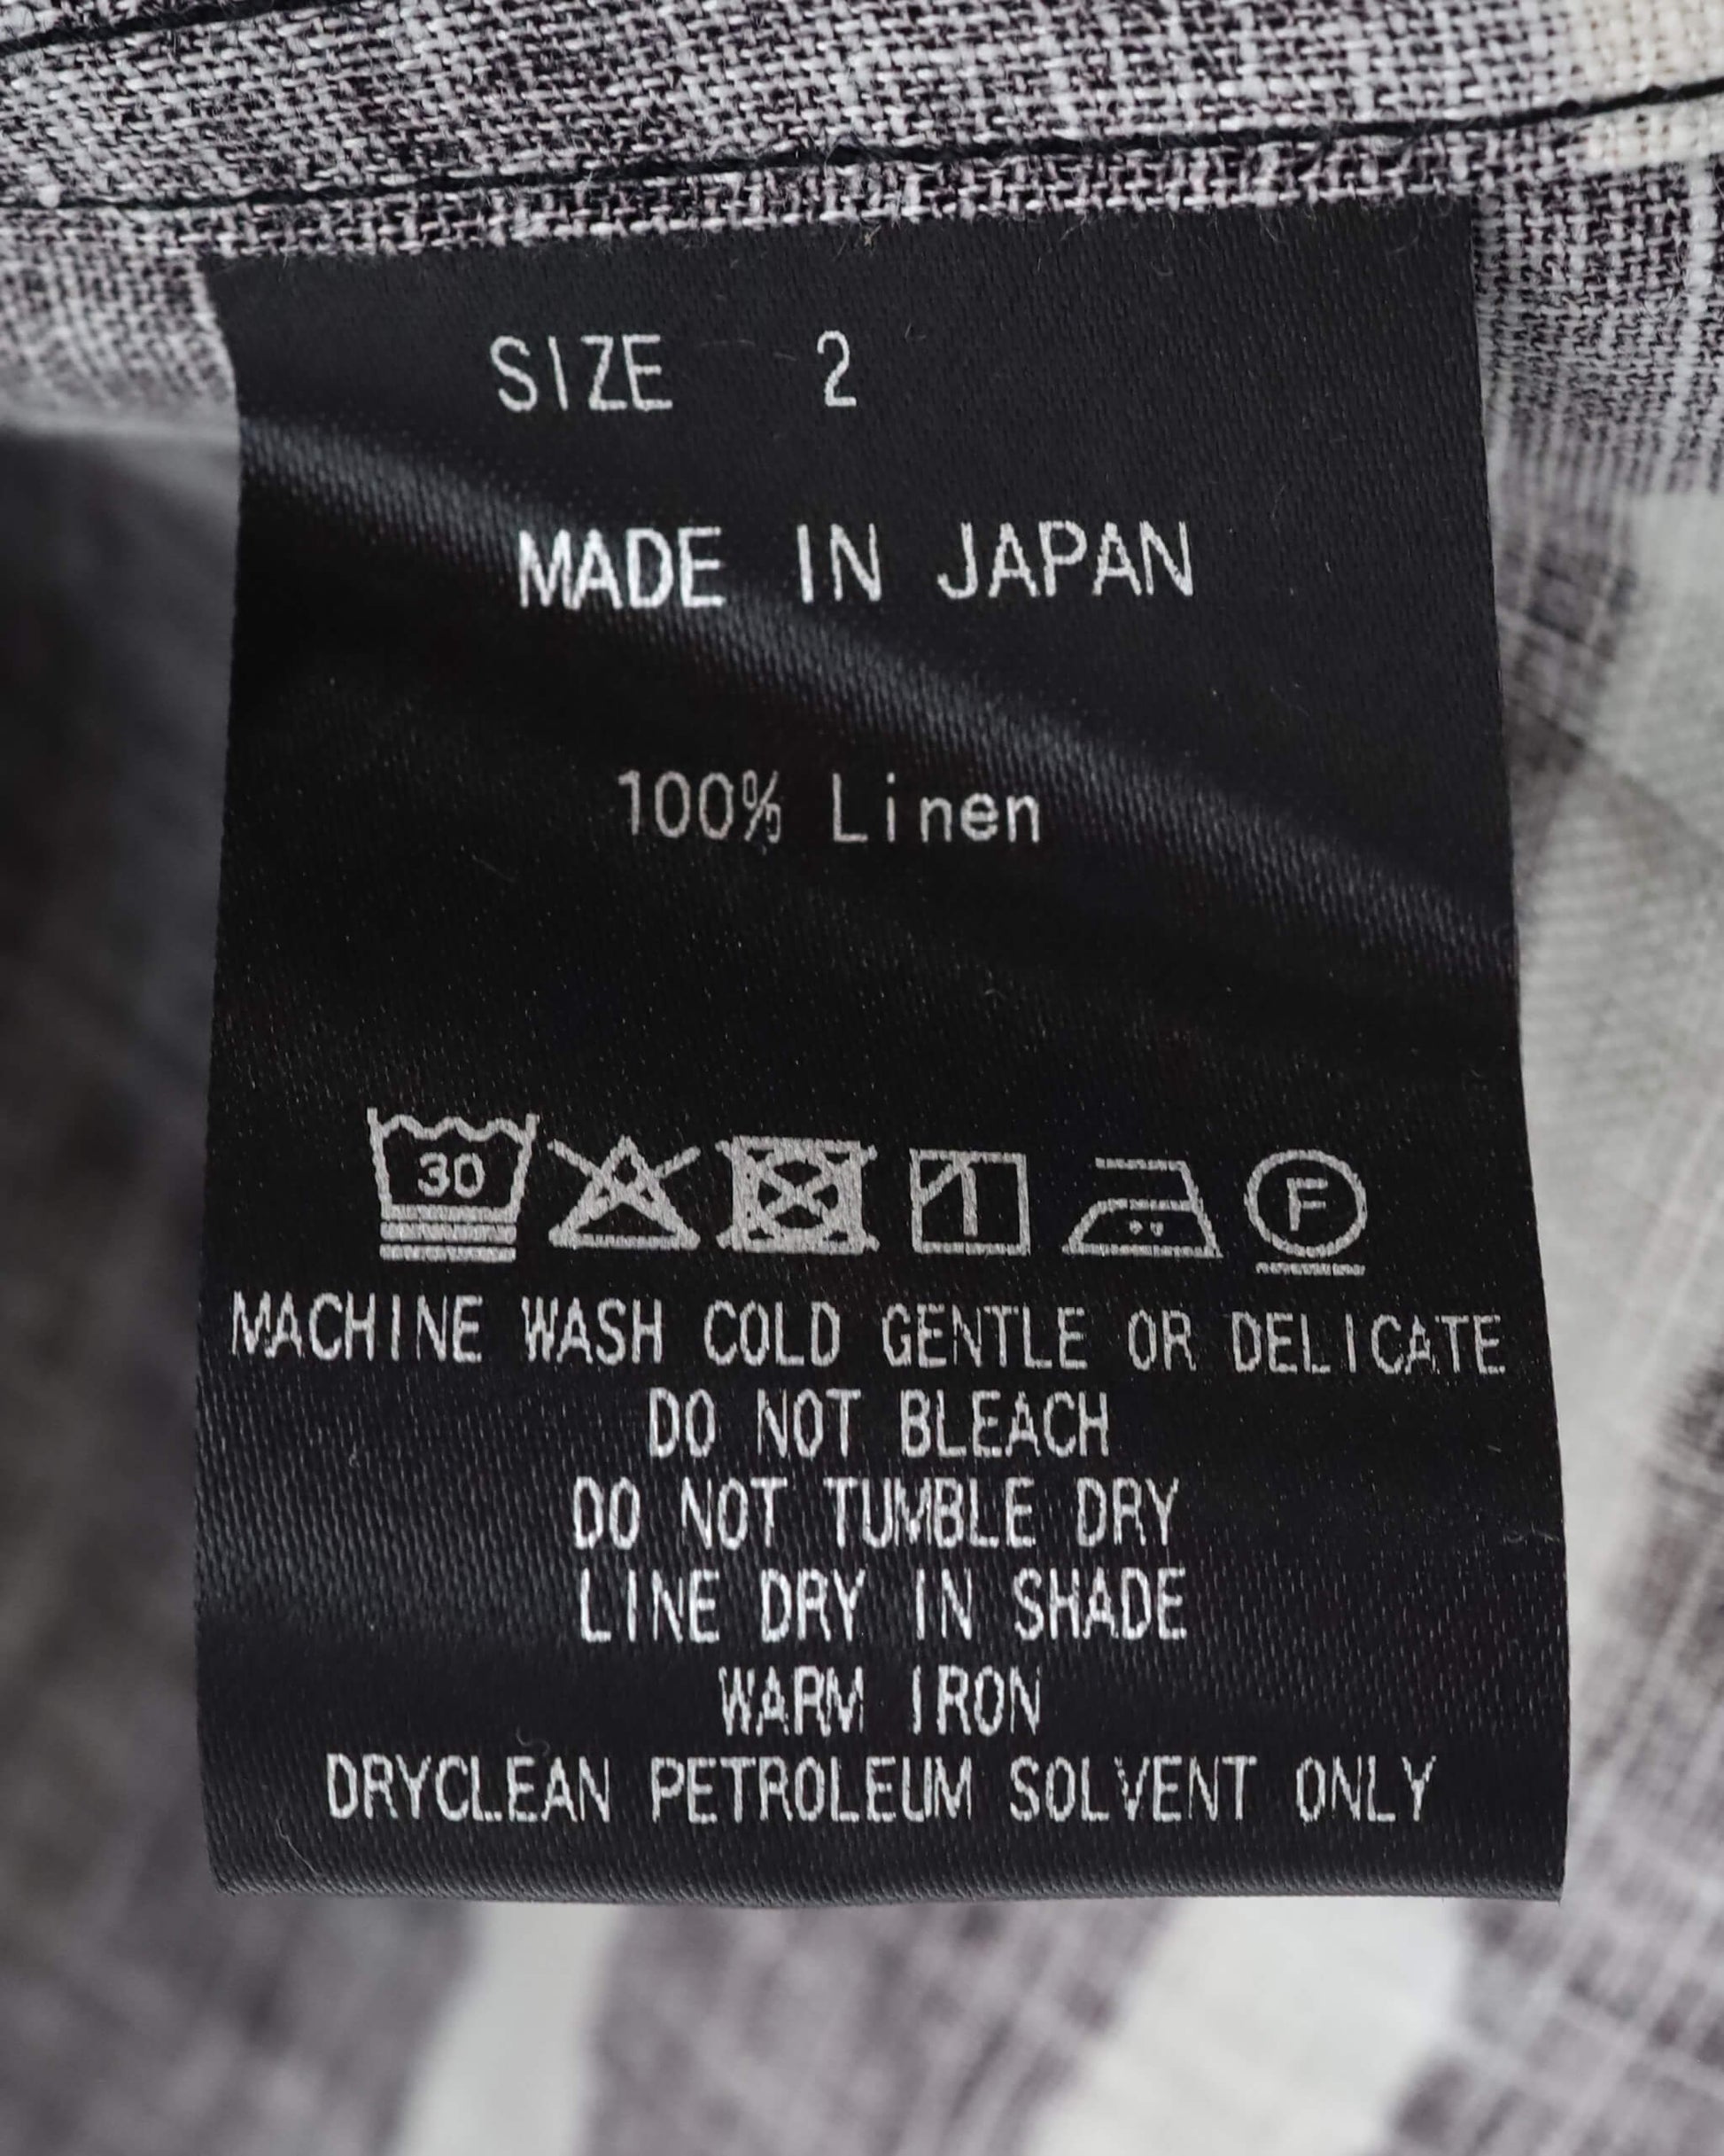 SIZE 2
MADE IN JAPAN
100% Linen
30 F
MACHINE WASH COLD GENTLE OR DELICATE
DO NOT BLEACH
DO NOT TUMBLE DRY
LINE DRY IN SHADE
WARM IRON
DRYCLEAN PETROLEUM SOLVENT ONLY